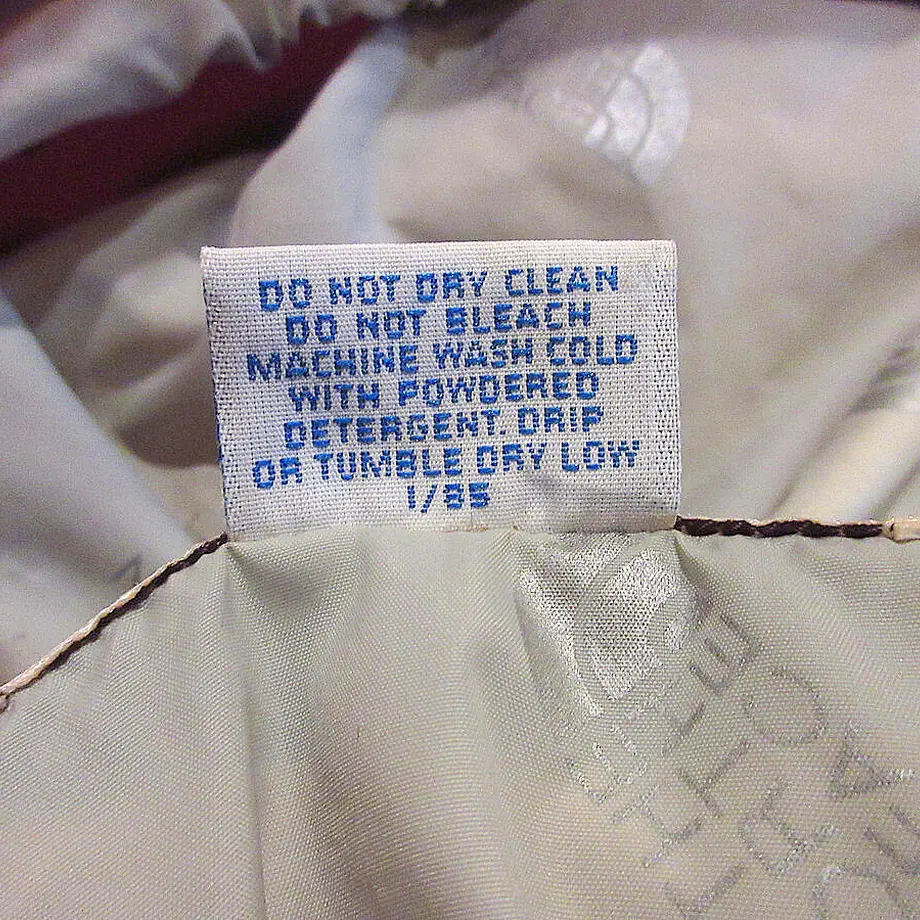 DO NOT DRY CLEAN
DO NOT BLEACH
MACHINE WASH COLD
WITH POWDERED
DETERGENT. DRIP
OR TUMBLE DRY LOW
1/85